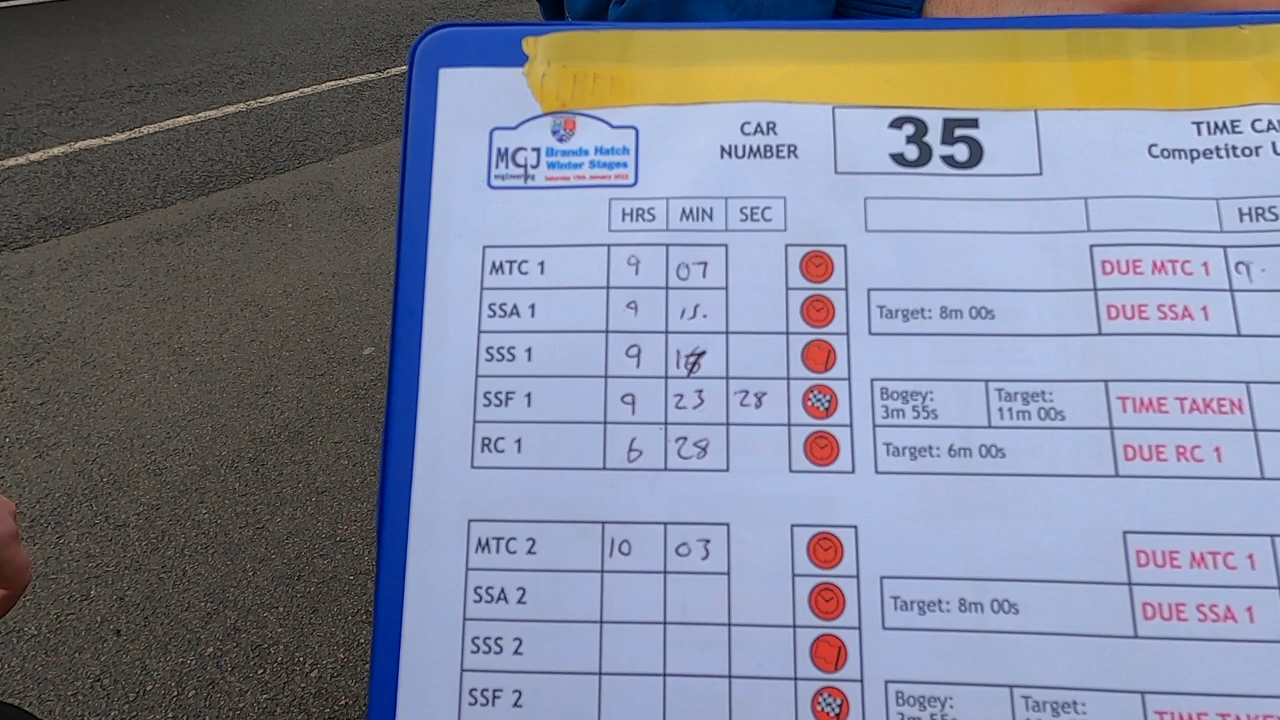 CAR NUMBER
35
TIME
Competitor
MGJ engineering
Brands Hatch
Winter Stages
HRS MIN SEC HRS
MTC 1 9 07 DUE MTC 1 9.
SSA 1 9 15. Target: 8m 00s DUE SSA 1
SSS 1 9
SSF 1 9 23 28 Bogey: 3m 55s Target: 11m 00s TIME TAKEN
RC 1 6 28 Target: 6m 00s DUE RC 1
MTC 2 10 03 DUE MTC 1
SSA 2 Target: 8m 00s DUE SSA 1
SSS 2
SSF 2 Bogey: Target: